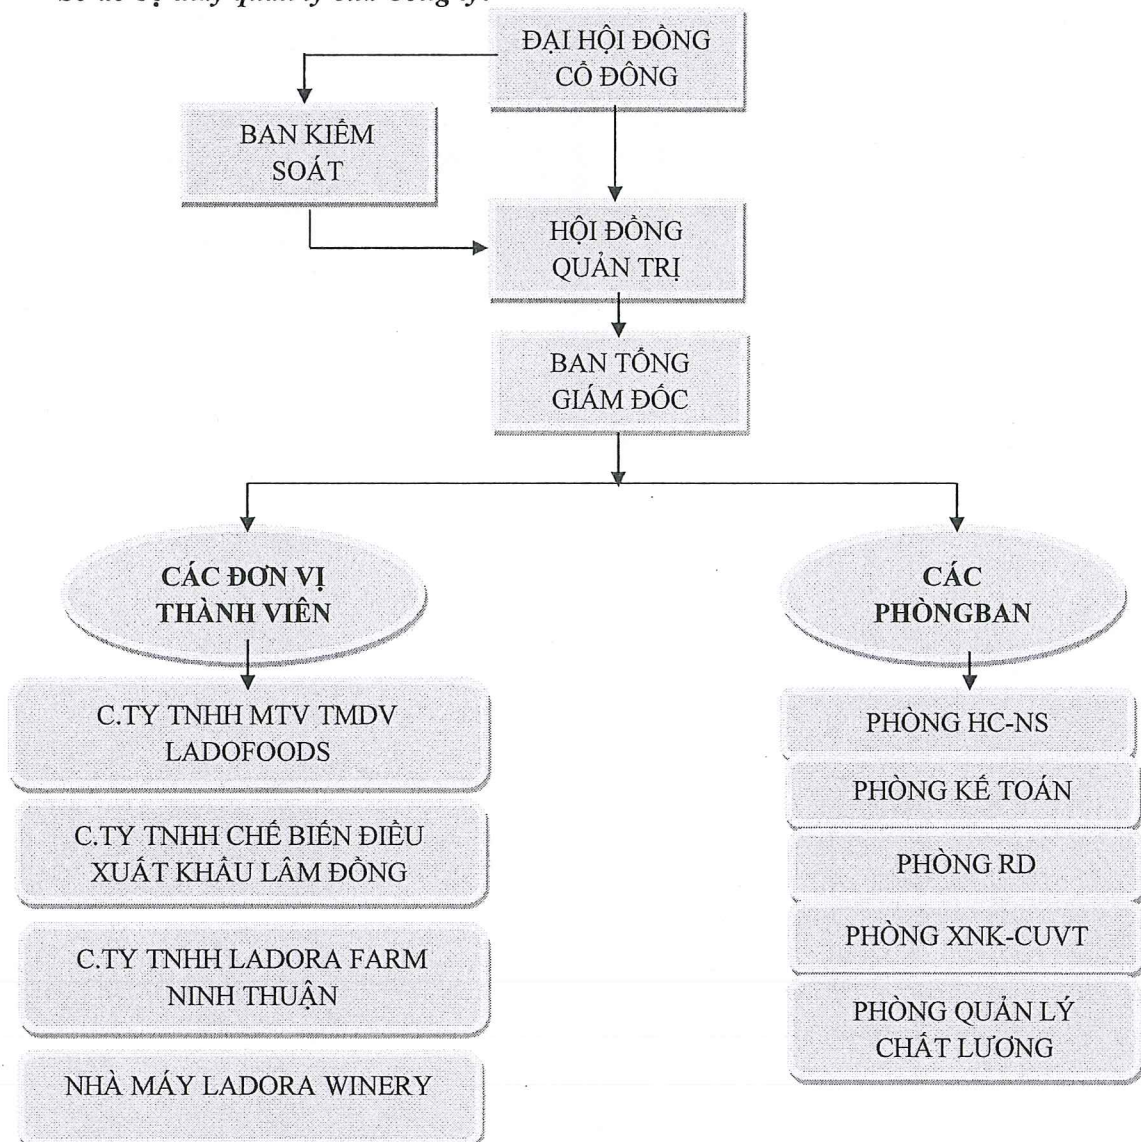 ĐẠI HỘI ĐỒNG
CỔ ĐÔNG
BAN KIỂM
SOÁT
HỘI ĐỒNG
QUẢN TRỊ
BAN TỔNG
GIÁM ĐỐC
CÁC ĐƠN VỊ
THÀNH VIÊN
CÁC
PHÒNGBAN
C.TY TNHH MTV TMDV
LADOFOODS
C.TY TNHH CHẾ BIẾN ĐIỀU
XUẤT KHẨU LÂM ĐỒNG
C.TY TNHH LADORA FARM
NINH THUẬN
NHÀ MÁY LADORA WINERY
PHÒNG HC-NS
PHÒNG KẾ TOÁN
PHÒNG RD
PHÒNG XNK-CUVT
PHÒNG QUẢN LÝ
CHẤT LƯƠNG